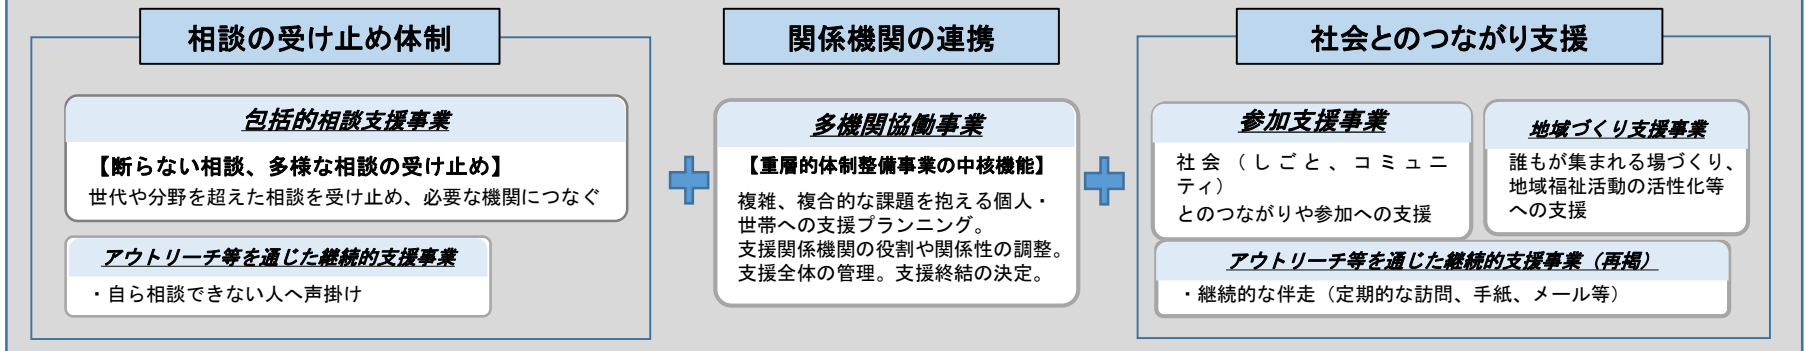 相談の受け止め体制
包括的相談支援事業
【断らない相談、多様な相談の受け止め】
世代や分野を超えた相談を受け止め、必要な機関につなぐ
アウトリーチ等を通じた継続的支援事業
・自ら相談できない人へ声掛け
関係機関の連携
多機関協働事業
【重層的体制整備事業の中核機能】
複雑、複合的な課題を抱える個人・
世帯への支援プランニング。
支援関係機関の役割や関係性の調整。
支援全体の管理。支援終結の決定。
社会とのつながり支援
参加支援事業
社会（しごと、コミュニ
ティ）
とのつながりや参加への支援
地域づくり支援事業
誰もが集まれる場づくり、
地域福祉活動の活性化等
への支援
アウトリーチ等を通じた継続的支援事業（再掲）
・継続的な伴走（定期的な訪問、手紙、メール等）